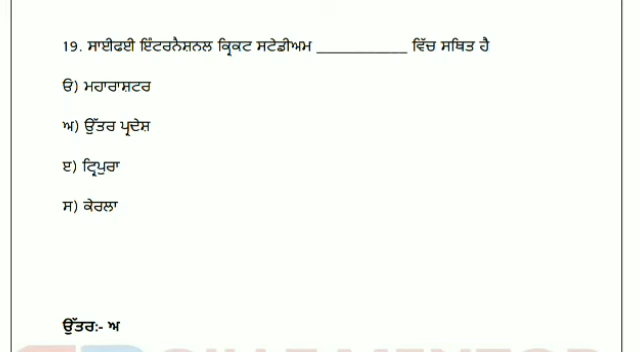 19. ਸਾਈਫਈ ਇੰਟਰਨੈਸ਼ਨਲ ਕ੍ਰਿਕਟ ਸਟੇਡੀਅਮ ____________ ਵਿੱਚ ਸਥਿਤ ਹੈ
ੳ) ਮਹਾਰਾਸ਼ਟਰ
ਅ) ਉੱਤਰ ਪ੍ਰਦੇਸ਼
ੲ) ਟ੍ਰਿਪੁਰਾ
ਸ) ਕੇਰਲਾ
ਉੱਤਰ:- ਅ